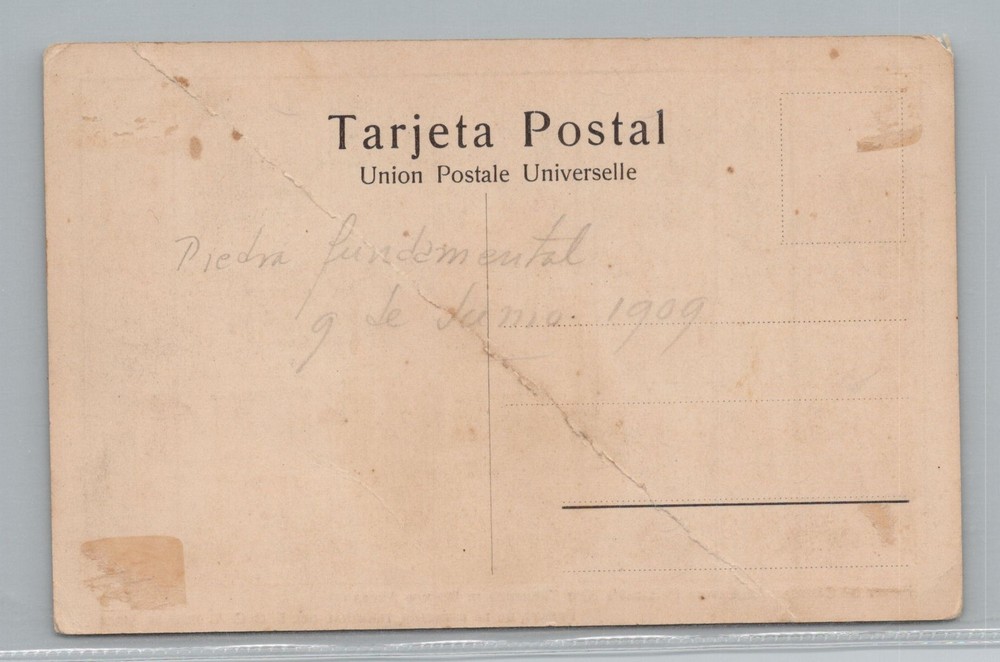 Tarjeta Postal
Union Postale Universelle
Piedra fundamental
9 de Junio 1909